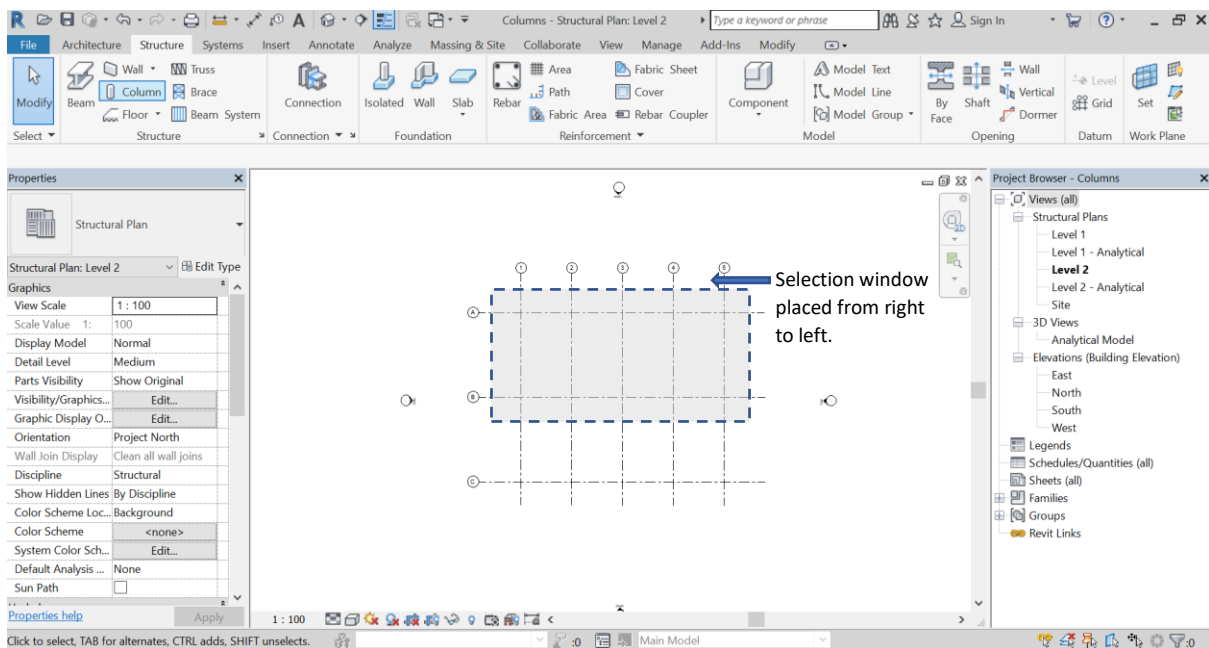 Columns - Structural Plan: Level 2
Type a keyword or phrase
Sign In
File Architecture Structure Systems Insert Annotate Analyze Massing & Site Collaborate View Manage Add-Ins Modify
Modify
Beam
Wall
Column
Floor
Truss
Brace
Beam System
Connection
Isolated
Wall
Slab
Rebar
Area
Path
Fabric Area
Fabric Sheet
Cover
Rebar Coupler
Component
Model Text
Model Line
Model Group
By Face
Shaft
Wall
Vertical
Dormer
Level
Grid
Set
Select Structure Connection Foundation Reinforcement Model Opening Datum Work Plane
Properties
Structural Plan
Structural Plan: Level 2 Edit Type
Graphics
View Scale 1 : 100
Scale Value 1: 100
Display Model Normal
Detail Level Medium
Parts Visibility Show Original
Visibility/Graphics... Edit...
Graphic Display O... Edit...
Orientation Project North
Wall Join Display Clean all wall joins
Discipline Structural
Show Hidden Lines By Discipline
Color Scheme Loc... Background
Color Scheme <none>
System Color Sch... Edit...
Default Analysis ... None
Sun Path
Properties help Apply
1 2 3 4 5
A
B
C
Selection window
placed from right
to left.
2D
1 : 100
Project Browser - Columns
Views (all)
Structural Plans
Level 1
Level 1 - Analytical
Level 2
Level 2 - Analytical
Site
3D Views
Analytical Model
Elevations (Building Elevation)
East
North
South
West
Legends
Schedules/Quantities (all)
Sheets (all)
Families
Groups
Revit Links
Click to select, TAB for alternates, CTRL adds, SHIFT unselects. :0 Main Model :0